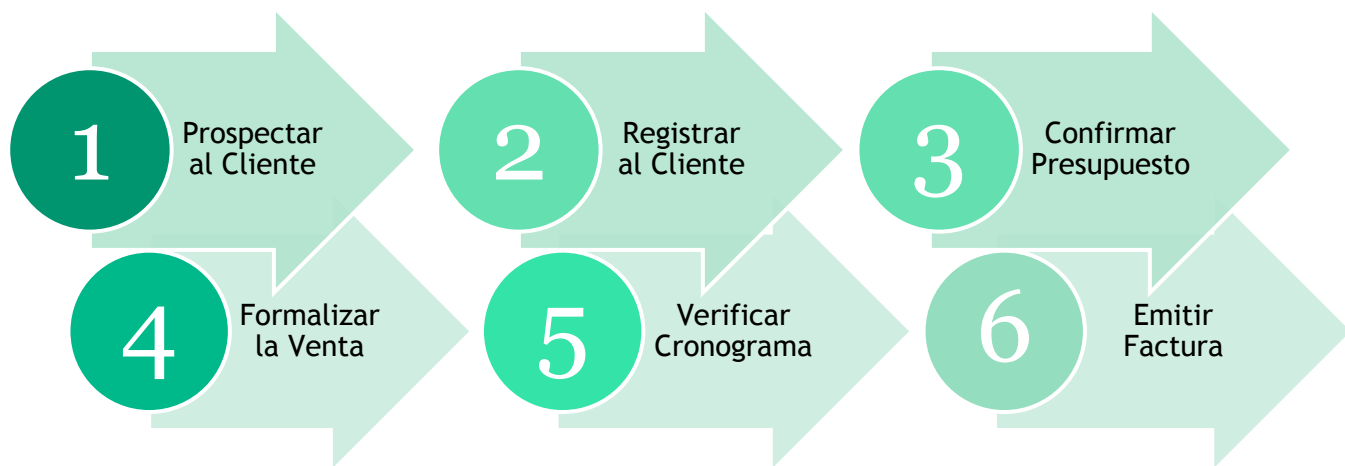 1
Prospectar
al Cliente
2
Registrar
al Cliente
3
Confirmar
Presupuesto
4
Formalizar
la Venta
5
Verificar
Cronograma
6
Emitir
Factura